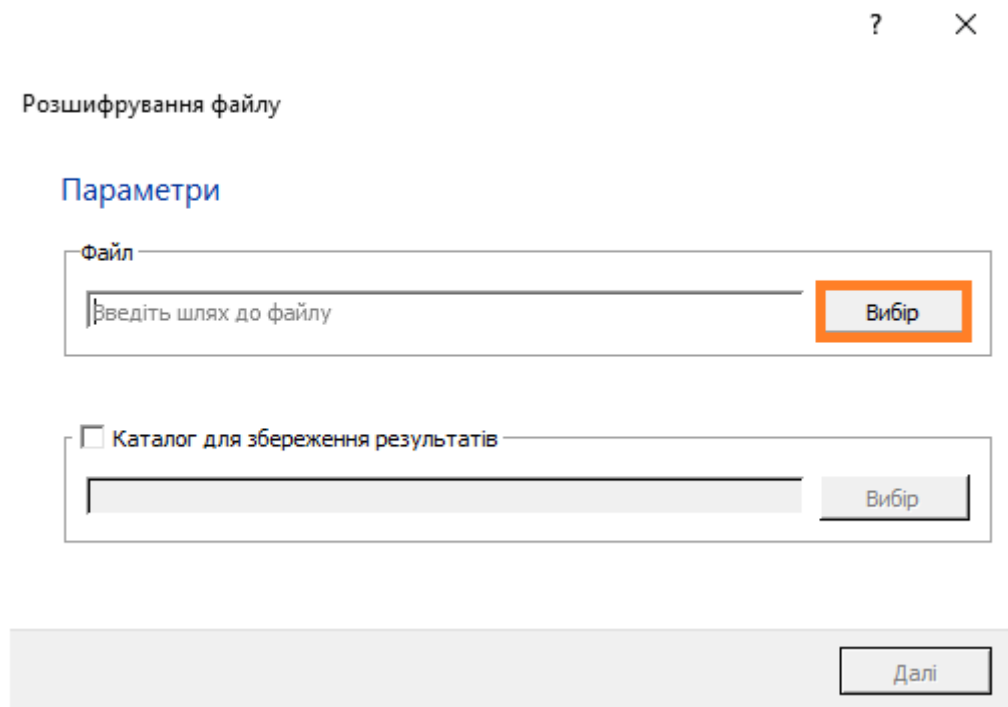 ?
Розшифрування файлу
Параметри
Файл
Введіть шлях до файлу
Вибір
Каталог для збереження результатів
Вибір
Далі